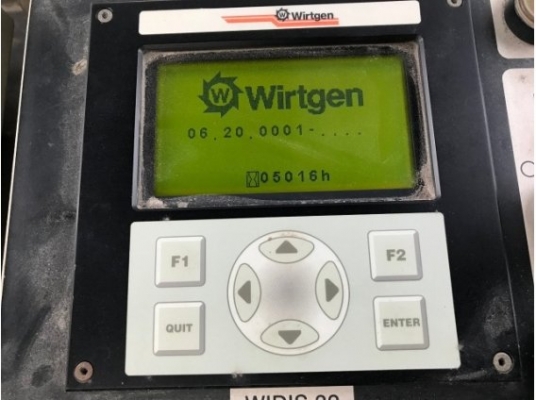 Wirtgen
Wirtgen
06.20.0001-....
05016h
F1
F2
QUIT
ENTER